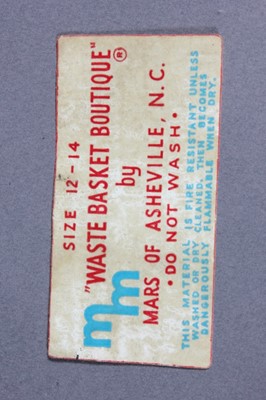 SIZE 12-14
"WASTE BASKET BOUTIQUE"®
by
mm MARS OF ASHEVILLE, N.C.
• DO NOT WASH •
THIS MATERIAL IS FIRE RESISTANT UNLESS
WASHED OR DRY CLEANED. THEN BECOMES
DANGEROUSLY FLAMMABLE WHEN DRY.